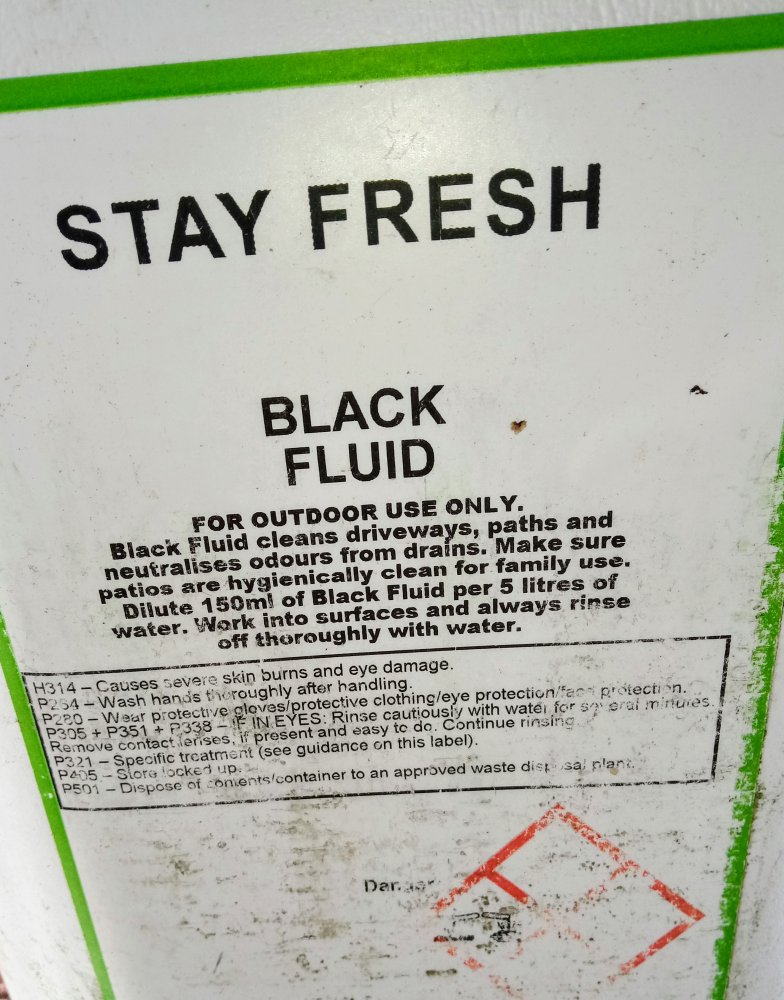 STAY FRESH
BLACK
FLUID
FOR OUTDOOR USE ONLY.
Black Fluid cleans driveways, paths and
neutralises odours from drains. Make sure
patios are hygienically clean for family use.
Dilute 150ml of Black Fluid per 5 litres of
water. Work into surfaces and always rinse
off thoroughly with water.
H314 – Causes severe skin burns and eye damage.
P264 – Wash hands thoroughly after handling.
P280 – Wear protective gloves/protective clothing/eye protection/face protection.
P305 + P351 + P338 – IF IN EYES: Rinse cautiously with water for several minutes.
Remove contact lenses, if present and easy to do. Continue rinsing.
P321 – Specific treatment (see guidance on this label).
P405 – Store locked up.
P501 – Dispose of contents/container to an approved waste disposal plant.
Danger